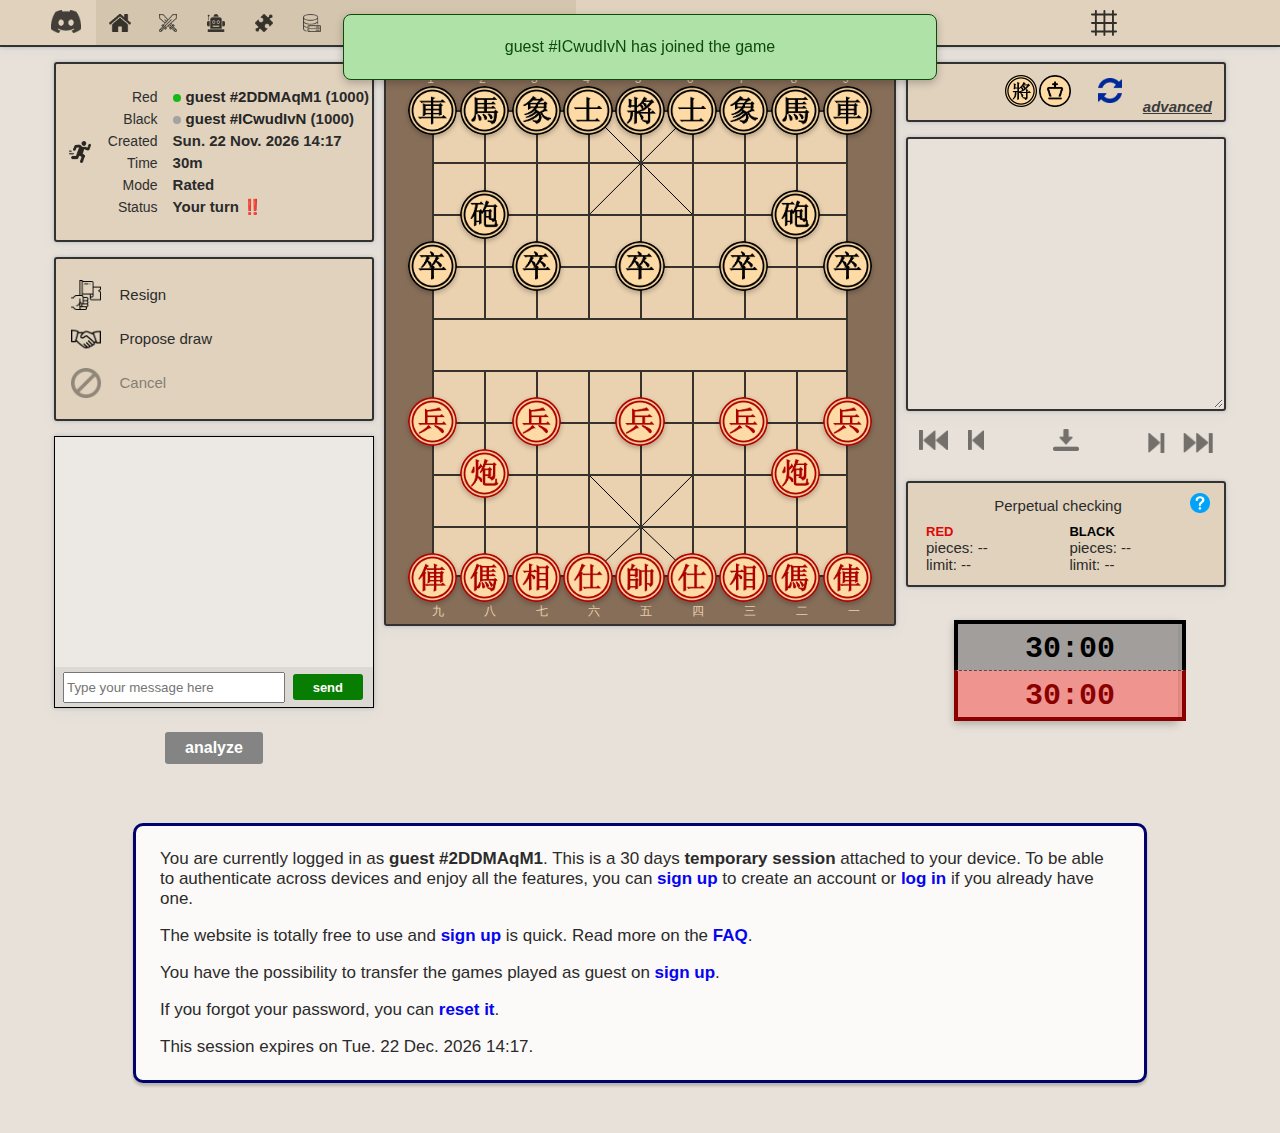 guest #ICwudIvN has joined the game
Red guest #2DDMAqM1 (1000)
Black guest #ICwudIvN (1000)
Created Sun. 22 Nov. 2026 14:17
Time 30m
Mode Rated
Status Your turn ‼️
Resign
Propose draw
Cancel
Type your message here
send
analyze
車 馬 象 士 將 士 象 馬 車
砲 砲
卒 卒 卒 卒 卒
兵 兵 兵 兵 兵
炮 炮
俥 傌 相 仕 帥 仕 相 傌 俥
九 八 七 六 五 四 三 二 一
將
advanced
Perpetual checking
?
RED BLACK
pieces: -- pieces: --
limit: -- limit: --
30:00
30:00
You are currently logged in as guest #2DDMAqM1. This is a 30 days temporary session attached to your device. To be able
to authenticate across devices and enjoy all the features, you can sign up to create an account or log in if you already have
one.
The website is totally free to use and sign up is quick. Read more on the FAQ.
You have the possibility to transfer the games played as guest on sign up.
If you forgot your password, you can reset it.
This session expires on Tue. 22 Dec. 2026 14:17.